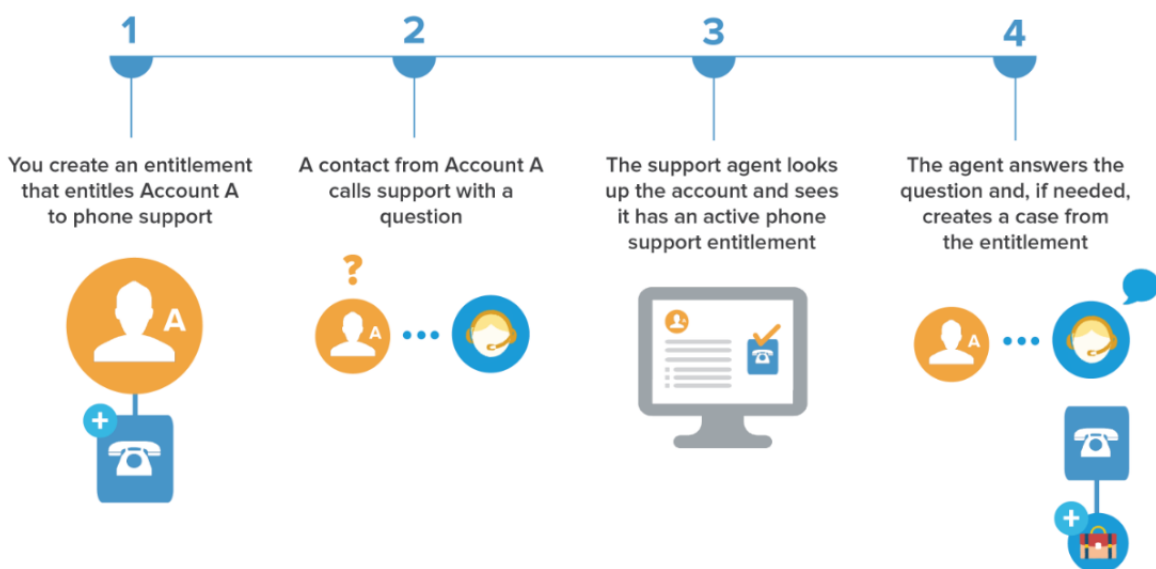 1
2
3
4
You create an entitlement
that entitles Account A
to phone support
A contact from Account A
calls support with a
question
The support agent looks
up the account and sees
it has an active phone
support entitlement
The agent answers the
question and, if needed,
creates a case from
the entitlement
A
?
A
A